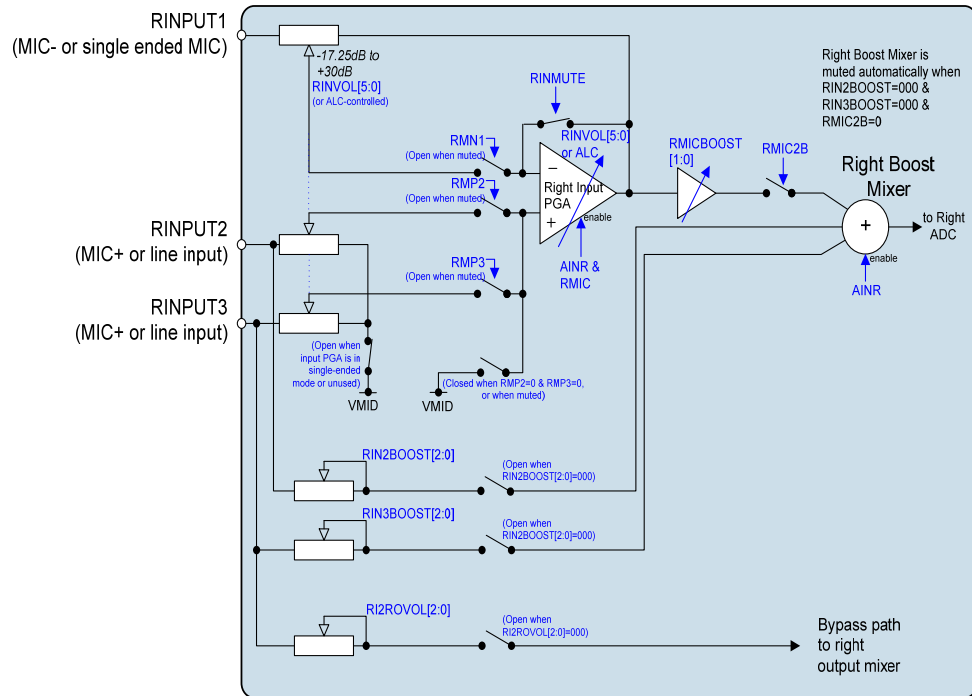 RINPUT1
(MIC- or single ended MIC)
-17.25dB to
+30dB
RINVOL[5:0]
(or ALC-controlled)
RINMUTE
RINVOL[5:0]
or ALC
Right Boost Mixer is
muted automatically when
RIN2BOOST=000 &
RIN3BOOST=000 &
RMIC2B=0
RMN1
(Open when muted)
RMP2
(Open when muted)
Right Input
PGA
−
+
enable
RMICBOOST
[1:0]
RMIC2B
Right Boost
Mixer
+
enable
to Right
ADC
RINPUT2
(MIC+ or line input)
RMP3
(Open when muted)
AINR &
RMIC
AINR
RINPUT3
(MIC+ or line input)
(Open when
input PGA is in
single-ended
mode or unused)
VMID
VMID
(Closed when RMP2=0 & RMP3=0,
or when muted)
RIN2BOOST[2:0]
(Open when
RIN2BOOST[2:0]=000)
RIN3BOOST[2:0]
(Open when
RIN2BOOST[2:0]=000)
RI2ROVOL[2:0]
(Open when
RI2ROVOL[2:0]=000)
Bypass path
to right
output mixer